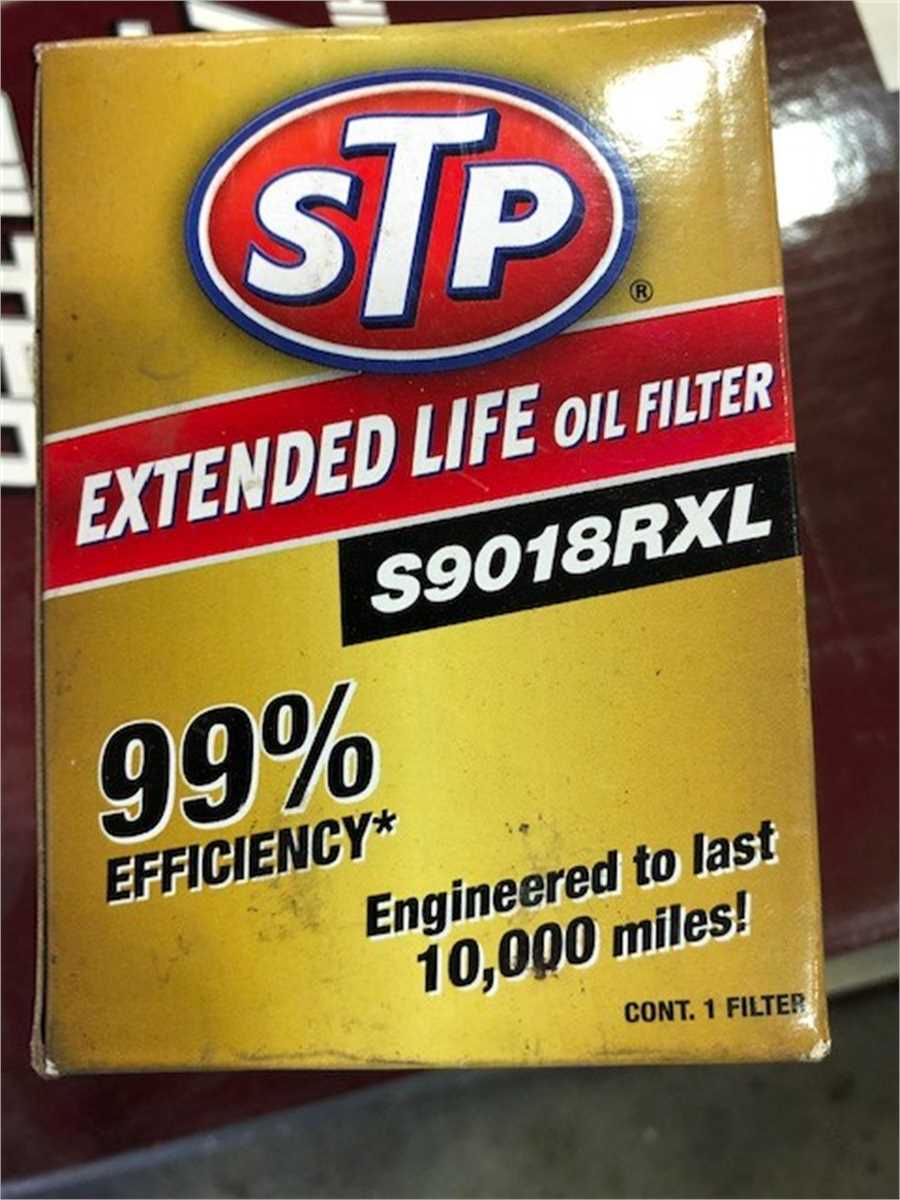 STP
®
EXTENDED LIFE OIL FILTER
S9018RXL
99%
EFFICIENCY*
Engineered to last
10,000 miles!
CONT. 1 FILTER